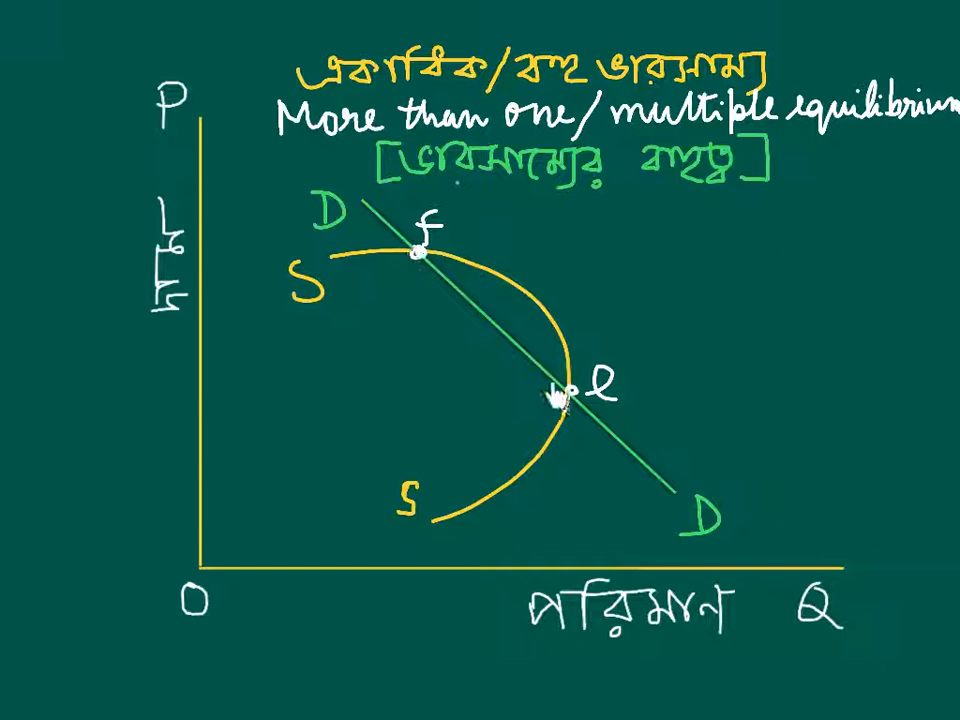 একাধিক/বহু ভারসাম্য
More than one/multiple equilibrium
[ভারসাম্যের বহুত্ব]
P
D
f
S
দাম
e
S
D
O
পরিমান
Q